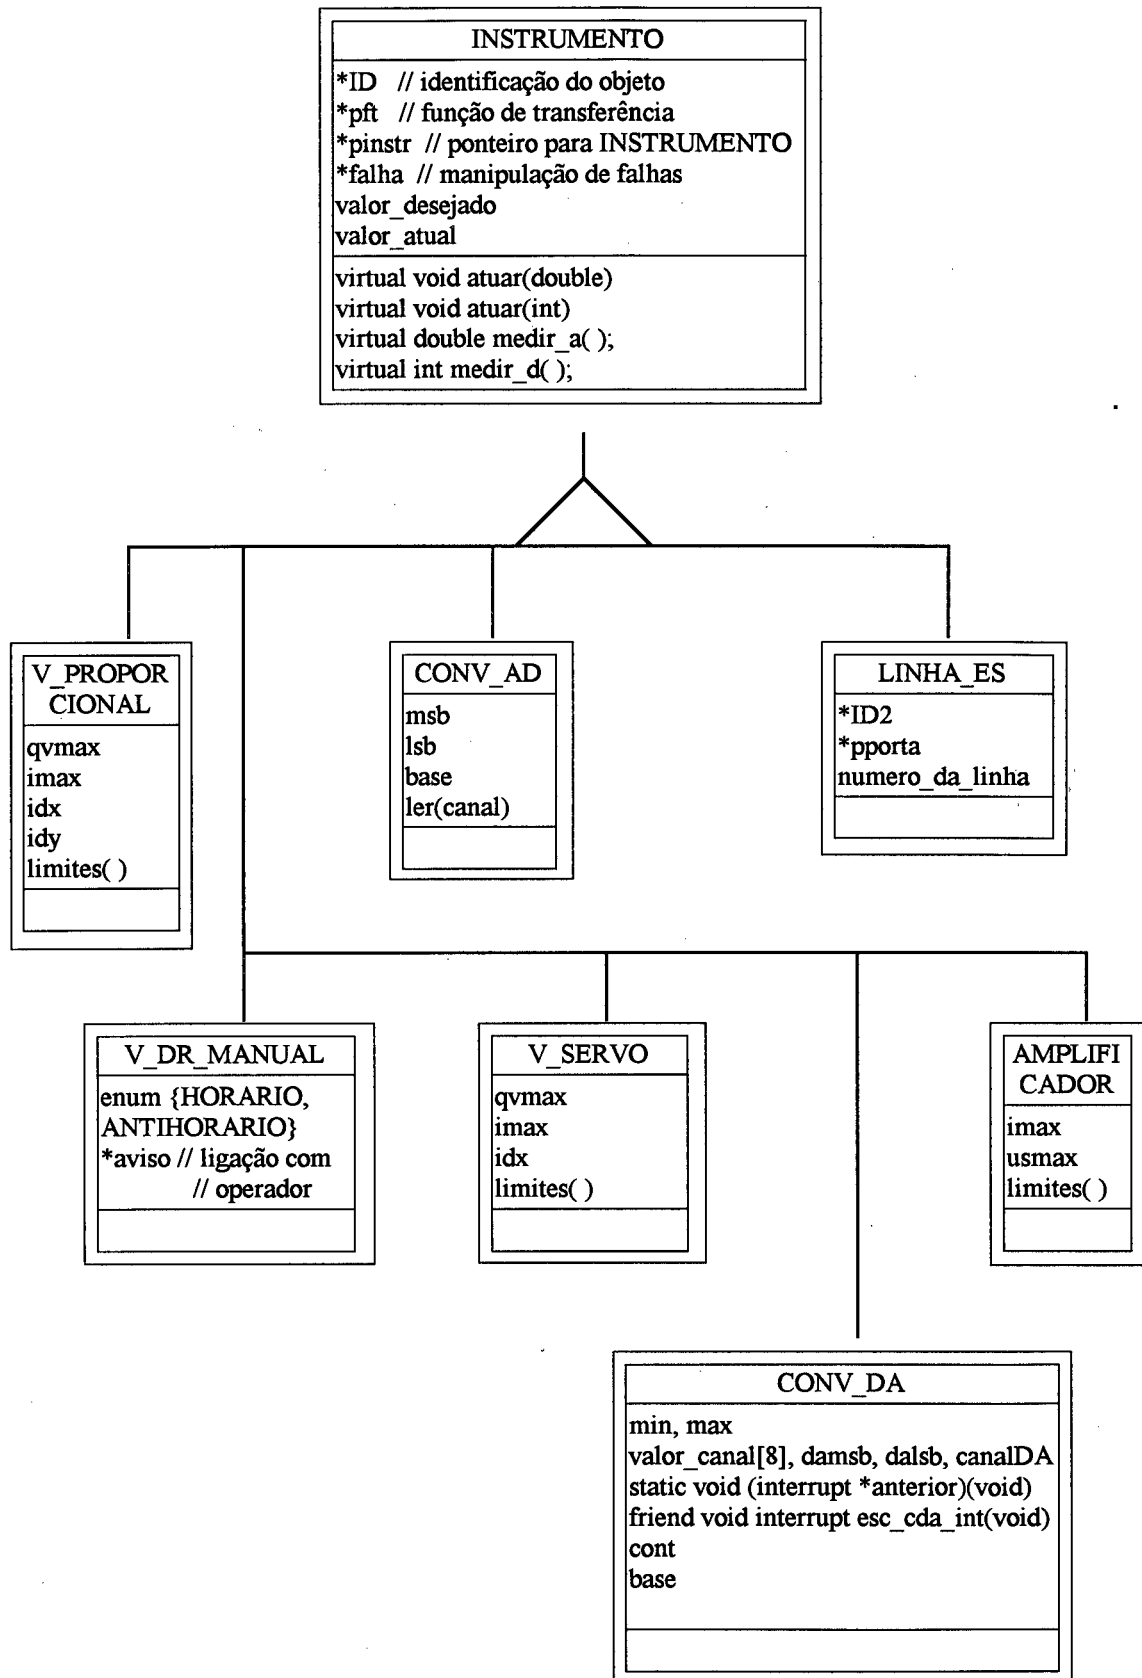 INSTRUMENTO
*ID // identificação do objeto
*pft // função de transferência
*pinstr // ponteiro para INSTRUMENTO
*falha // manipulação de falhas
valor_desejado
valor_atual
virtual void atuar(double)
virtual void atuar(int)
virtual double medir_a( );
virtual int medir_d( );
V_PROPOR
CIONAL
qvmax
imax
idx
idy
limites( )
CONV_AD
msb
lsb
base
ler(canal)
LINHA_ES
*ID2
*pporta
numero_da_linha
V_DR_MANUAL
enum {HORARIO,
ANTIHORARIO}
*aviso // ligação com
// operador
V_SERVO
qvmax
imax
idx
limites( )
AMPLIFI
CADOR
imax
usmax
limites( )
CONV_DA
min, max
valor_canal[8], damsb, dalsb, canalDA
static void (interrupt *anterior)(void)
friend void interrupt esc_cda_int(void)
cont
base